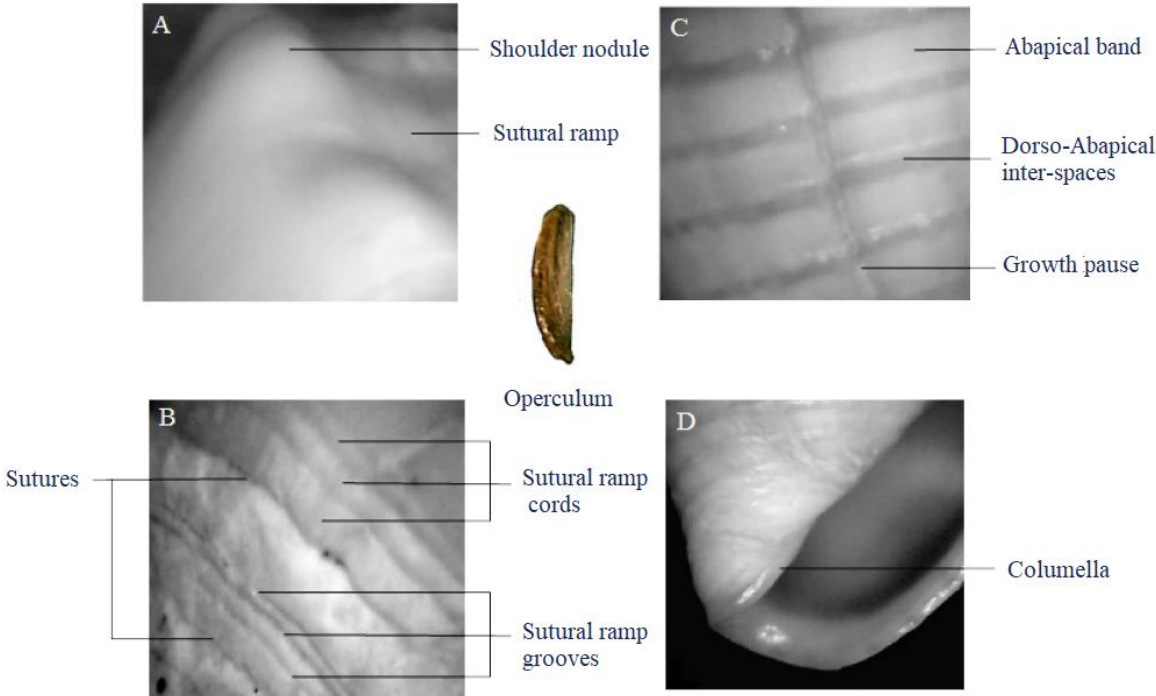 A
Shoulder nodule
Sutural ramp
C
Abapical band
Dorso-Abapical
inter-spaces
Growth pause
Operculum
B
Sutures
Sutural ramp
cords
Sutural ramp
grooves
D
Columella